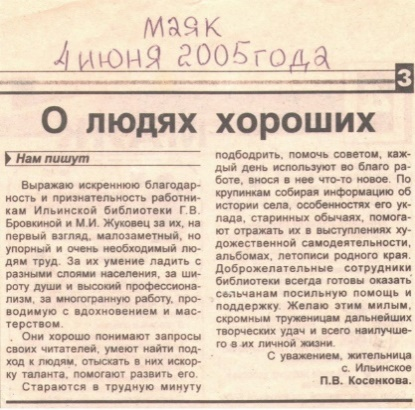 маяк
4 июня 2005 года
3
О людях хороших
Нам пишут
Выражаю искреннюю благодар-
ность и признательность работни-
кам Ильинской библиотеки Г.В.
Бровкиной и М.И. Жуковец за их, на
первый взгляд, малозаметный, но
упорный и очень необходимый лю-
дям труд. За их умение ладить с
разными слоями населения, за ши-
роту души и высокий профессиона-
лизм, за многогранную работу, про-
водимую с вдохновением и мас-
терством.
Они хорошо понимают запросы
своих читателей, умеют найти под-
ход к людям, отыскать в них искор-
ку таланта, помогают развить его.
Стараются в трудную минуту
подбодрить, помочь советом, каж-
дый день используют во благо ра-
боте, внося в нее что-то новое. По
крупинкам собирая информацию об
истории села, особенностях его ук-
лада, старинных обычаях, помога-
ют отражать их в выступлениях ху-
дожественной самодеятельности,
альбомах, летописи родного края.
Доброжелательные сотрудники
библиотеки всегда готовы оказать
сельчанам посильную помощь и
поддержку. Желаю этим милым,
скромным труженицам дальнейших
творческих удач и всего наилучше-
го в их личной жизни.
С уважением, жительница
с. Ильинское
П.В. Косенкова.